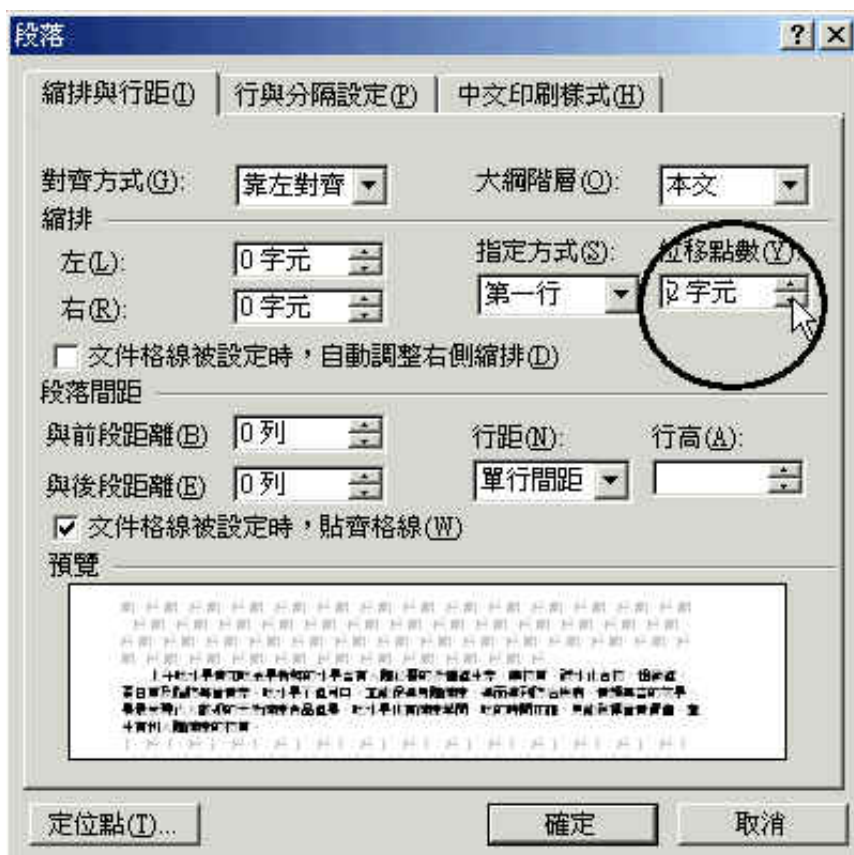 段落
縮排與行距(I) 行與分隔設定(P) 中文印刷樣式(H)
對齊方式(G): 靠左對齊 大綱階層(O): 本文
縮排
左(L): 0 字元 指定方式(S): 位移點數(Y):
右(R): 0 字元 第一行 2 字元
文件格線被設定時,自動調整右側縮排(D)
段落間距
與前段距離(B) 0 列 行距(N): 行高(A):
與後段距離(E) 0 列 單行間距
文件格線被設定時,貼齊格線(W)
預覽
定位點(T)... 確定 取消